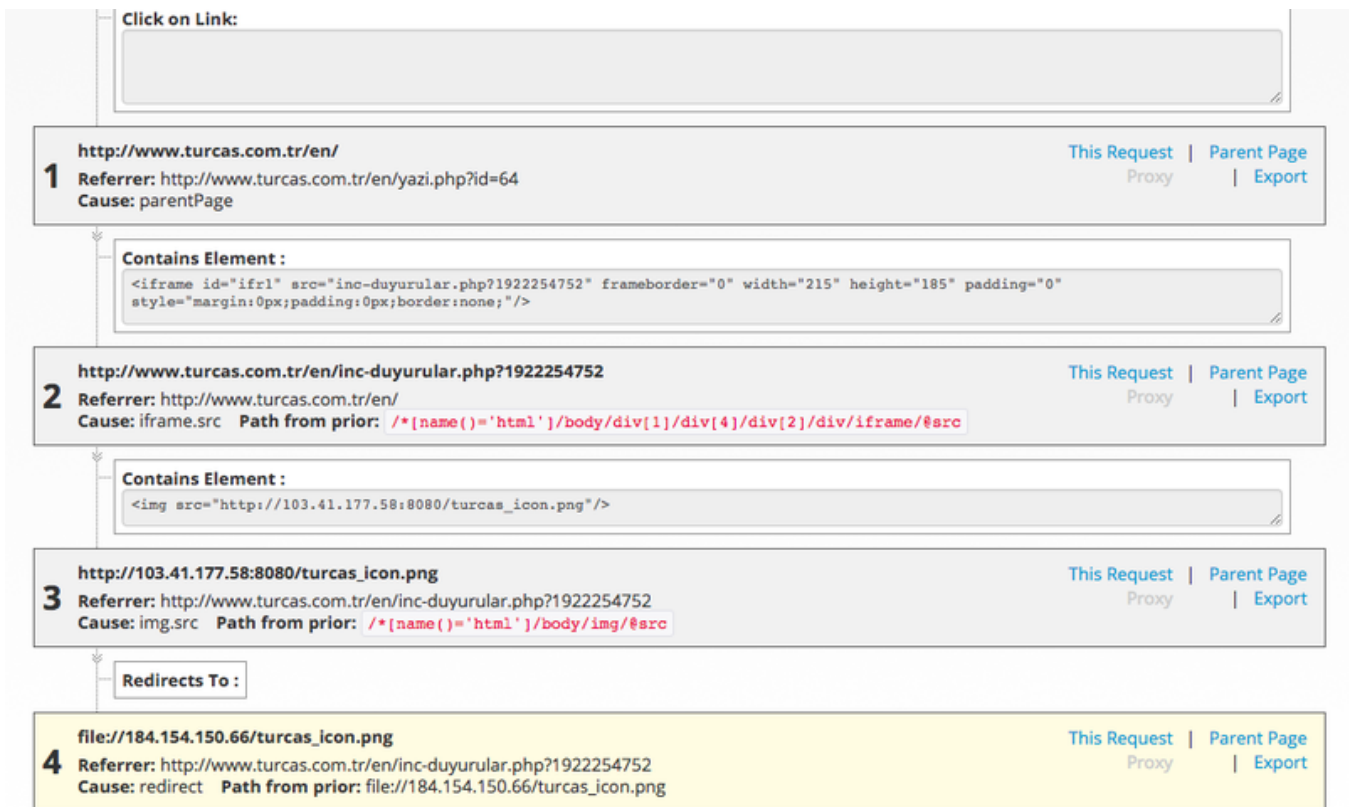 Click on Link:
1
http://www.turcas.com.tr/en/
This Request | Parent Page
Referrer: http://www.turcas.com.tr/en/yazi.php?id=64
Proxy | Export
Cause: parentPage
Contains Element :
<iframe id="ifr1" src="inc-duyurular.php?1922254752" frameborder="0" width="215" height="185" padding="0"
style="margin:0px;padding:0px;border:none;"/>
2
http://www.turcas.com.tr/en/inc-duyurular.php?1922254752
This Request | Parent Page
Referrer: http://www.turcas.com.tr/en/
Proxy | Export
Cause: iframe.src Path from prior: /*[name()='html']/body/div[1]/div[4]/div[2]/div/iframe/@src
Contains Element :
<img src="http://103.41.177.58:8080/turcas_icon.png"/>
3
http://103.41.177.58:8080/turcas_icon.png
This Request | Parent Page
Referrer: http://www.turcas.com.tr/en/inc-duyurular.php?1922254752
Proxy | Export
Cause: img.src Path from prior: /*[name()='html']/body/img/@src
Redirects To :
4
file://184.154.150.66/turcas_icon.png
This Request | Parent Page
Referrer: http://www.turcas.com.tr/en/inc-duyurular.php?1922254752
Proxy | Export
Cause: redirect Path from prior: file://184.154.150.66/turcas_icon.png